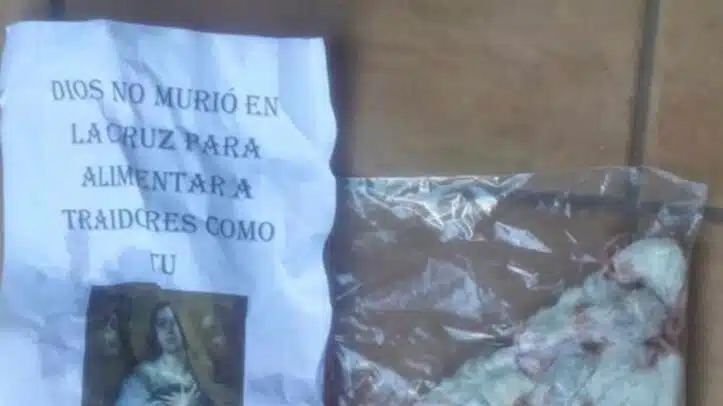 DIOS NO MURIÓ EN
LA CRUZ PARA
ALIMENTAR A
TRAIDORES COMO
TU